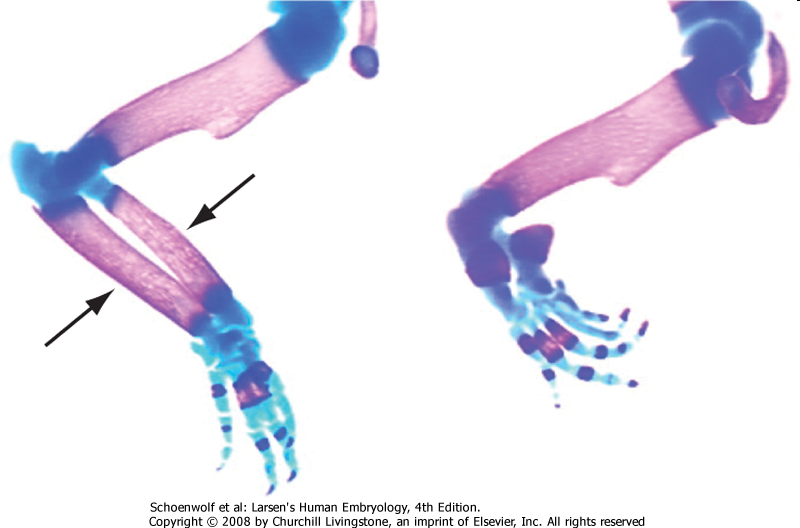 Schoenwolf et al: Larsen's Human Embryology, 4th Edition.
Copyright © 2008 by Churchill Livingstone, an imprint of Elsevier, Inc. All rights reserved